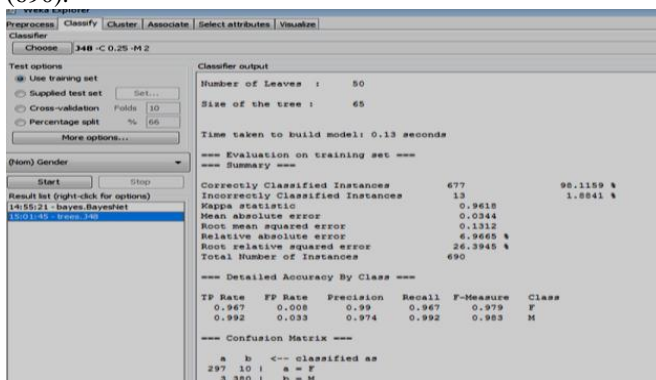 (690).
Weka Explorer
Preprocess Classify Cluster Associate Select attributes Visualize
Classifier
Choose J48 -C 0.25 -M 2
Test options
Use training set
Supplied test set Set...
Cross-validation Folds 10
Percentage split % 66
More options...
(Nom) Gender
Start Stop
Result list (right-click for options)
14:55:21 - bayes.BayesNet
15:01:45 - trees.J48
Classifier output
Number of Leaves : 50
Size of the tree : 65
Time taken to build model: 0.13 seconds
=== Evaluation on training set ===
=== Summary ===
Correctly Classified Instances 677 98.1159 %
Incorrectly Classified Instances 13 1.8841 %
Kappa statistic 0.9618
Mean absolute error 0.0344
Root mean squared error 0.1312
Relative absolute error 6.9665 %
Root relative squared error 26.3945 %
Total Number of Instances 690
=== Detailed Accuracy By Class ===
TP Rate FP Rate Precision Recall F-Measure Class
0.967 0.008 0.99 0.967 0.979 F
0.992 0.033 0.974 0.992 0.983 M
=== Confusion Matrix ===
a b <-- classified as
297 10 | a = F
3 380 | b = M